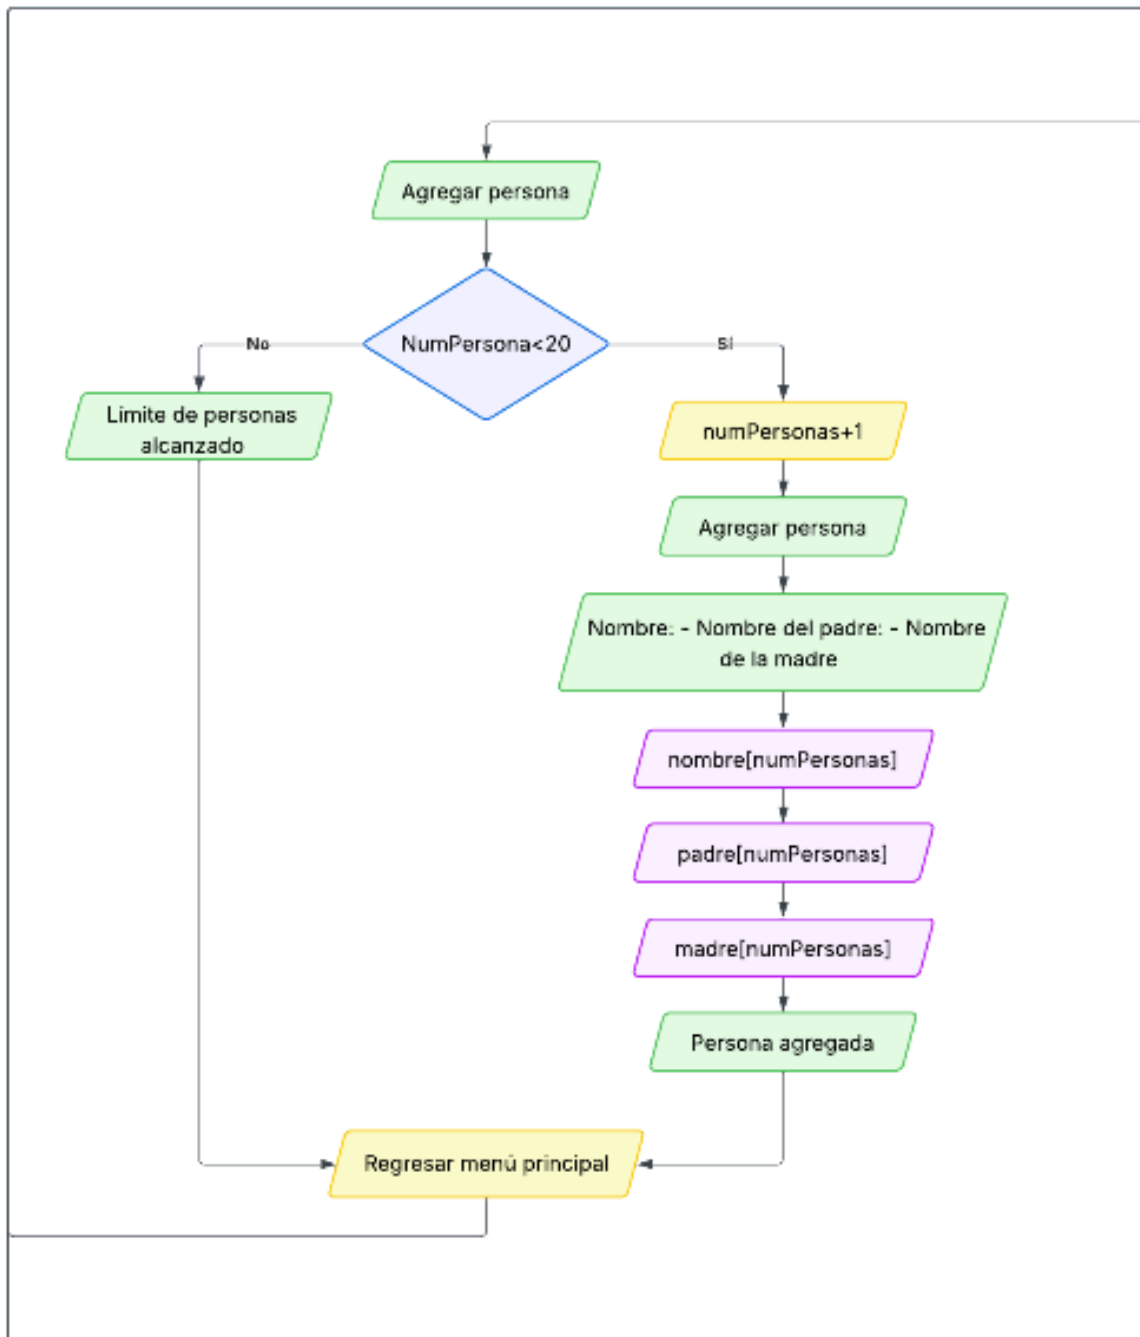 Agregar persona
NumPersona<20
No
Si
Limite de personas
alcanzado
numPersonas+1
Agregar persona
Nombre: - Nombre del padre: - Nombre
de la madre
nombre[numPersonas]
padre[numPersonas]
madre[numPersonas]
Persona agregada
Regresar menú principal